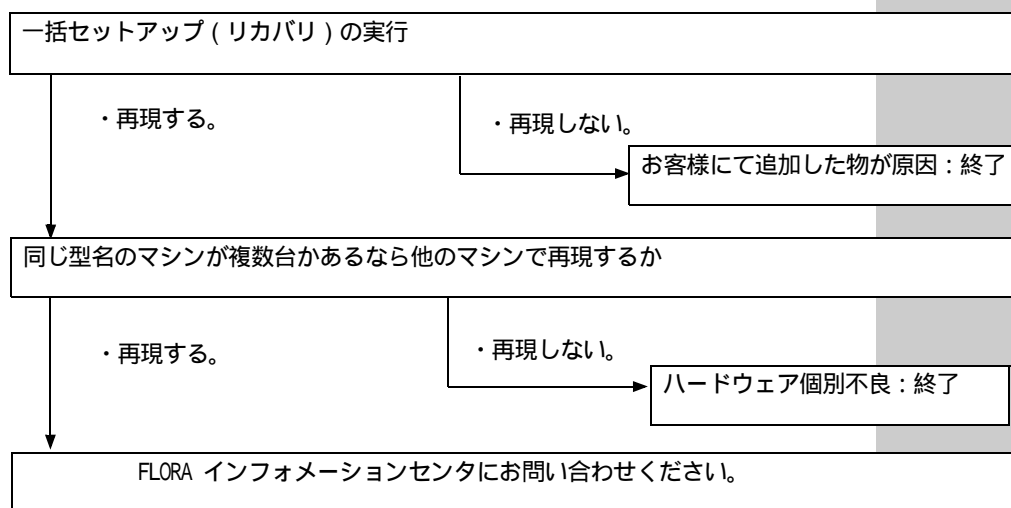 一括セットアップ（リカバリ）の実行
・再現する。
・再現しない。
お客様にて追加した物が原因：終了
同じ型名のマシンが複数台かあるなら他のマシンで再現するか
・再現する。
・再現しない。
ハードウェア個別不良：終了
FLORA インフォメーションセンタにお問い合わせください。